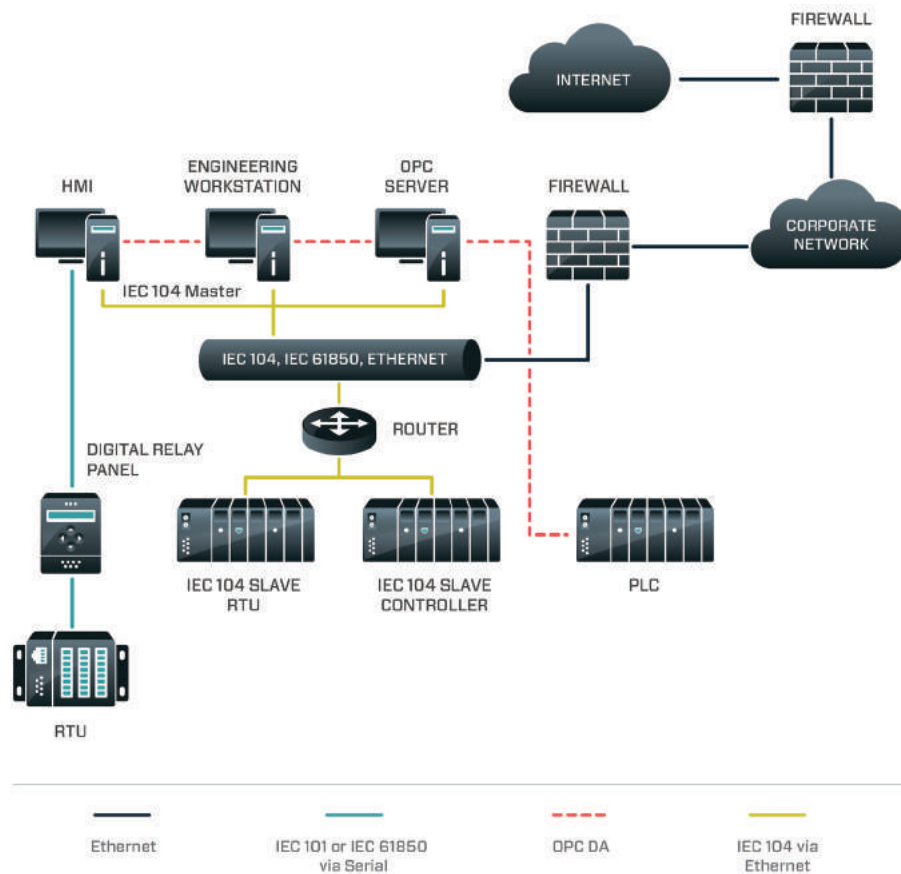 FIREWALL
INTERNET
HMI
ENGINEERING
WORKSTATION
OPC
SERVER
FIREWALL
CORPORATE
NETWORK
IEC 104 Master
IEC 104, IEC 61850, ETHERNET
ROUTER
DIGITAL RELAY
PANEL
IEC 104 SLAVE
RTU
IEC 104 SLAVE
CONTROLLER
PLC
RTU
Ethernet
IEC 101 or IEC 61850
via Serial
OPC DA
IEC 104 via
Ethernet